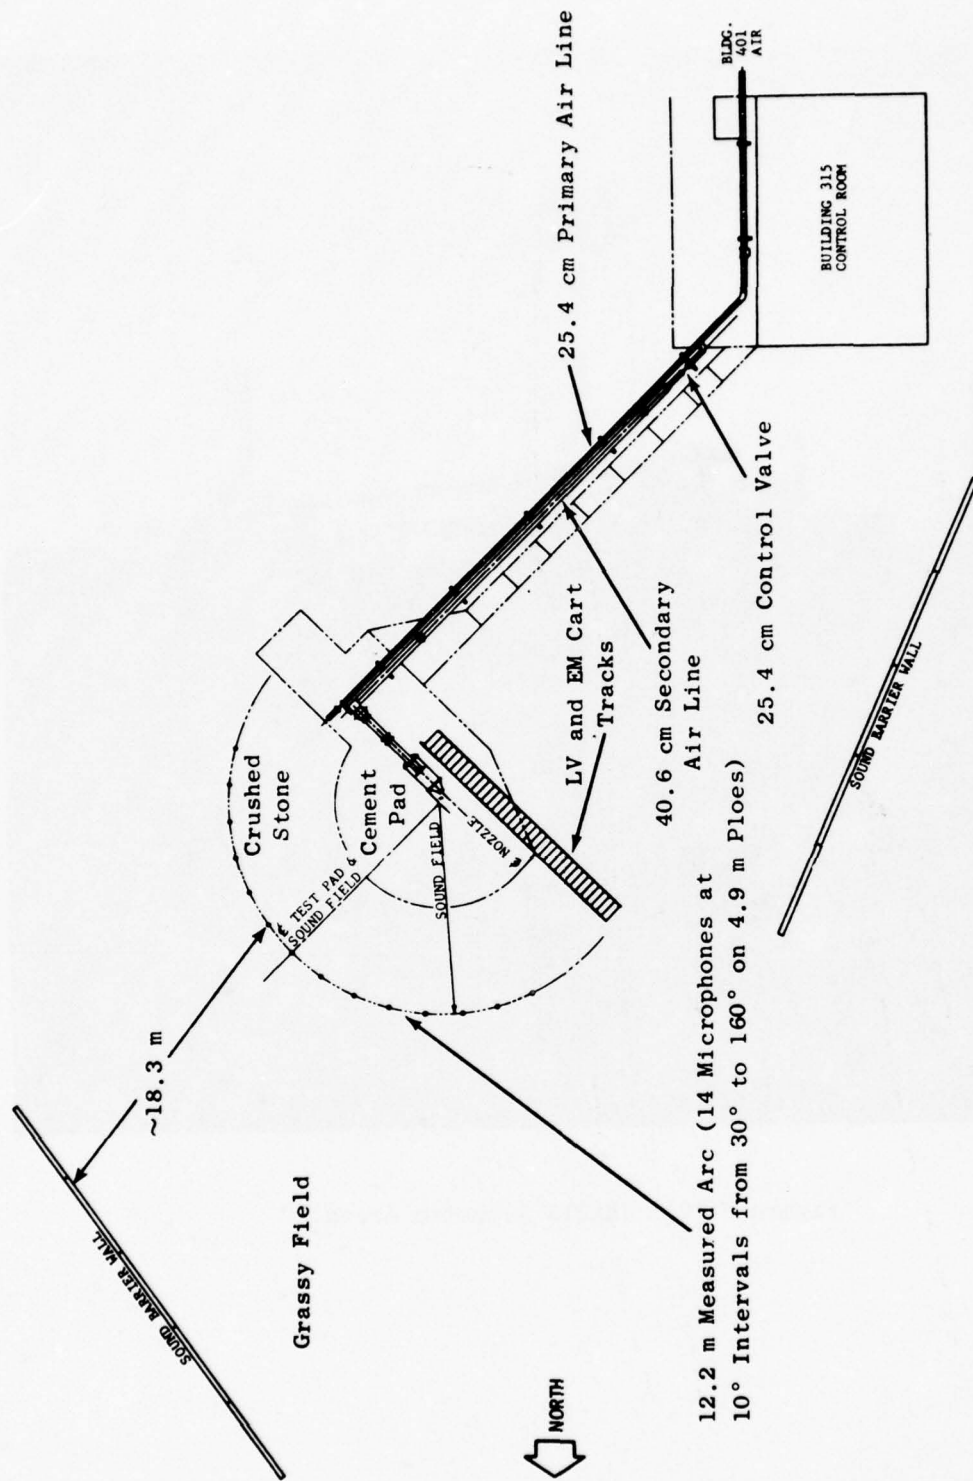 BLDG.
401
AIR
25.4 cm Primary Air Line
BUILDING 315
CONTROL ROOM
Crushed
Stone
Cement
Pad
℄ TEST PAD &
SOUND FIELD
SOUND FIELD
℄ NOZZLE
LV and EM Cart
Tracks
40.6 cm Secondary
Air Line
25.4 cm Control Valve
SOUND BARRIER WALL
~18.3 m
SOUND BARRIER WALL
Grassy Field
12.2 m Measured Arc (14 Microphones at
10° Intervals from 30° to 160° on 4.9 m Ploes)
NORTH